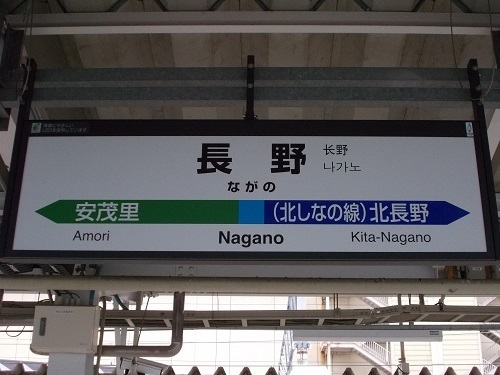 長野
长野
나가노
ながの
安茂里
(北しなの線)北長野
Amori
Nagano
Kita-Nagano